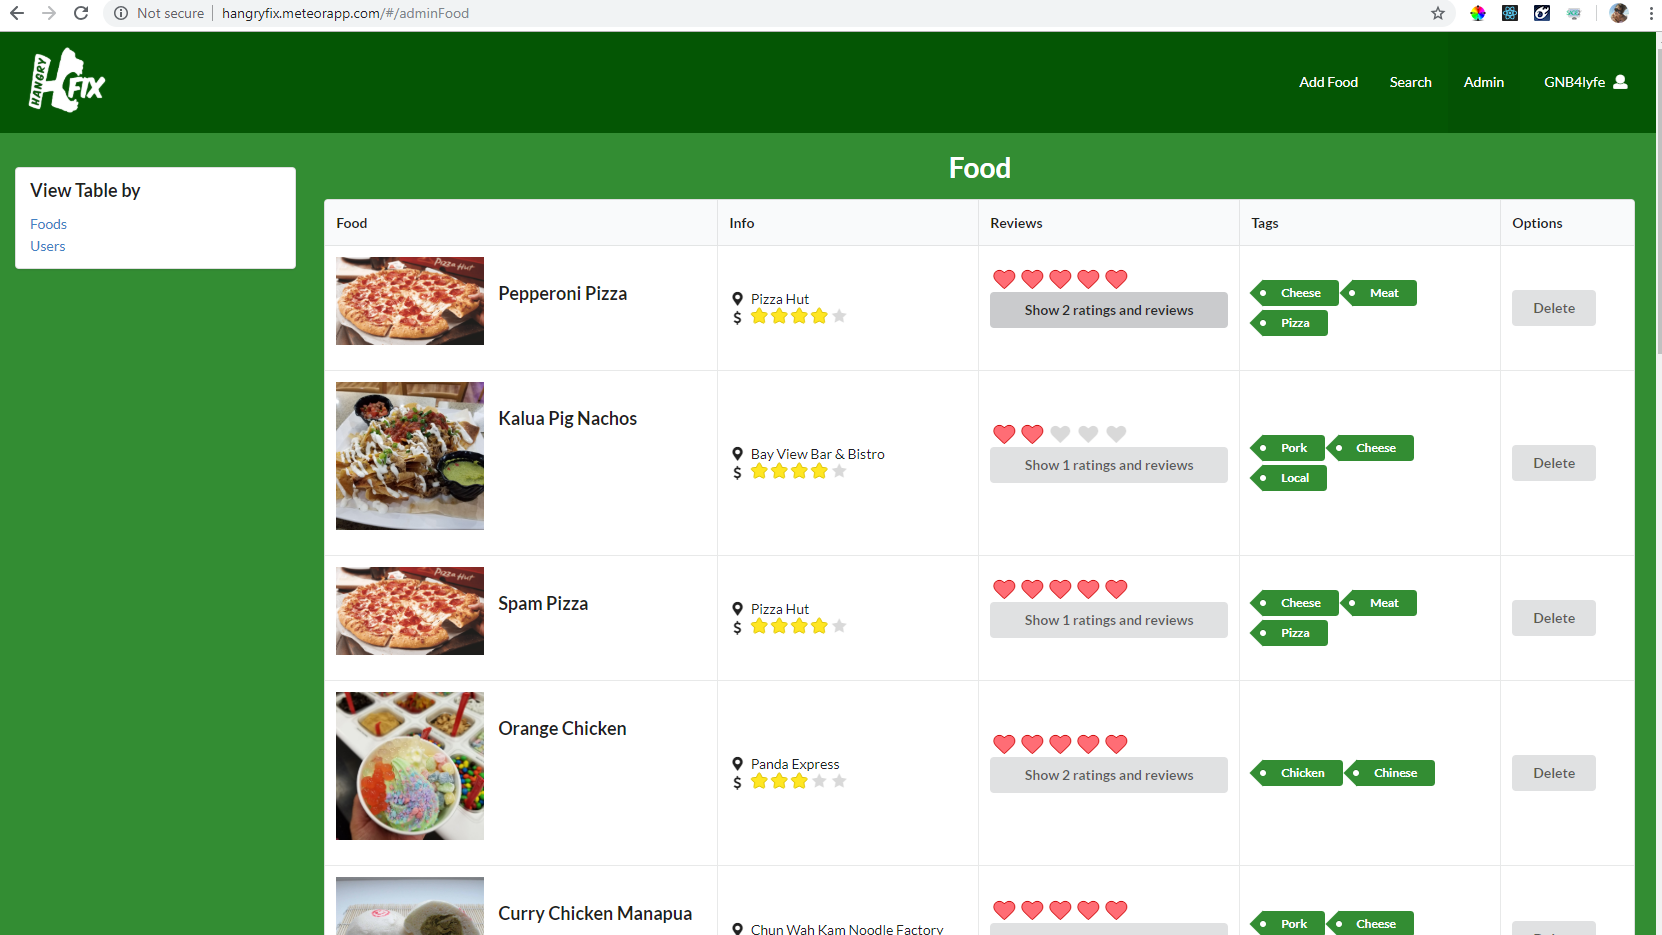 Not secure | hangryfix.meteorapp.com/#/adminFood
HANGRY FIX
Add Food Search Admin GNB4lyfe
View Table by
Foods
Users
Food
Food Info Reviews Tags Options
Pizza Hut
Pepperoni Pizza
Pizza Hut
$
Show 2 ratings and reviews
Cheese Meat
Pizza
Delete
Kalua Pig Nachos
Bay View Bar & Bistro
$
Show 1 ratings and reviews
Pork Cheese
Local
Delete
Pizza Hut
Spam Pizza
Pizza Hut
$
Show 1 ratings and reviews
Cheese Meat
Pizza
Delete
Orange Chicken
Panda Express
$
Show 2 ratings and reviews
Chicken Chinese
Delete
Curry Chicken Manapua
Chun Wah Kam Noodle Factory
Pork Cheese